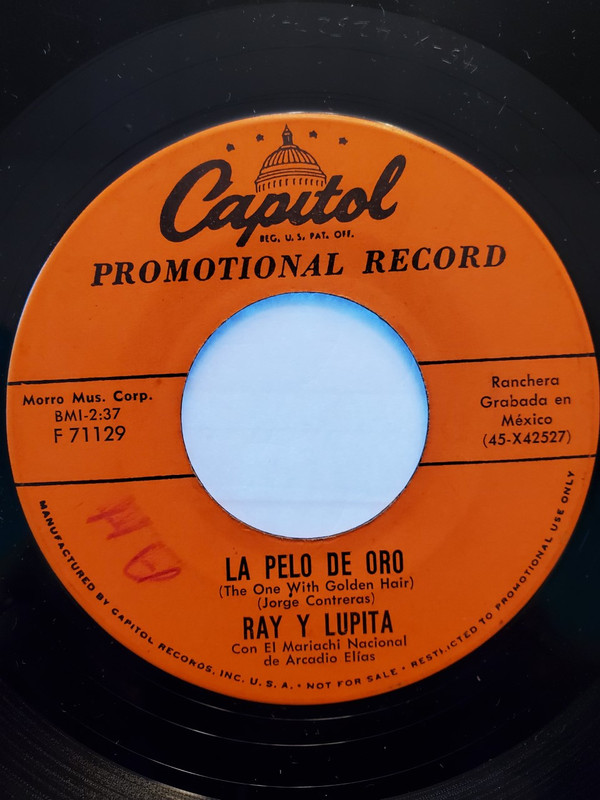 Capitol
REG. U. S. PAT. OFF.
PROMOTIONAL RECORD
Morro Mus. Corp.
BMI-2:37
F 71129
Ranchera
Grabada en
México
(45-X42527)
LA PELO DE ORO
(The One With Golden Hair)
(Jorge Contreras)
RAY Y LUPITA
Con El Mariachi Nacional
de Arcadio Elías
MANUFACTURED BY CAPITOL RECORDS, INC. U. S. A. • NOT FOR SALE • RESTRICTED TO PROMOTIONAL USE ONLY